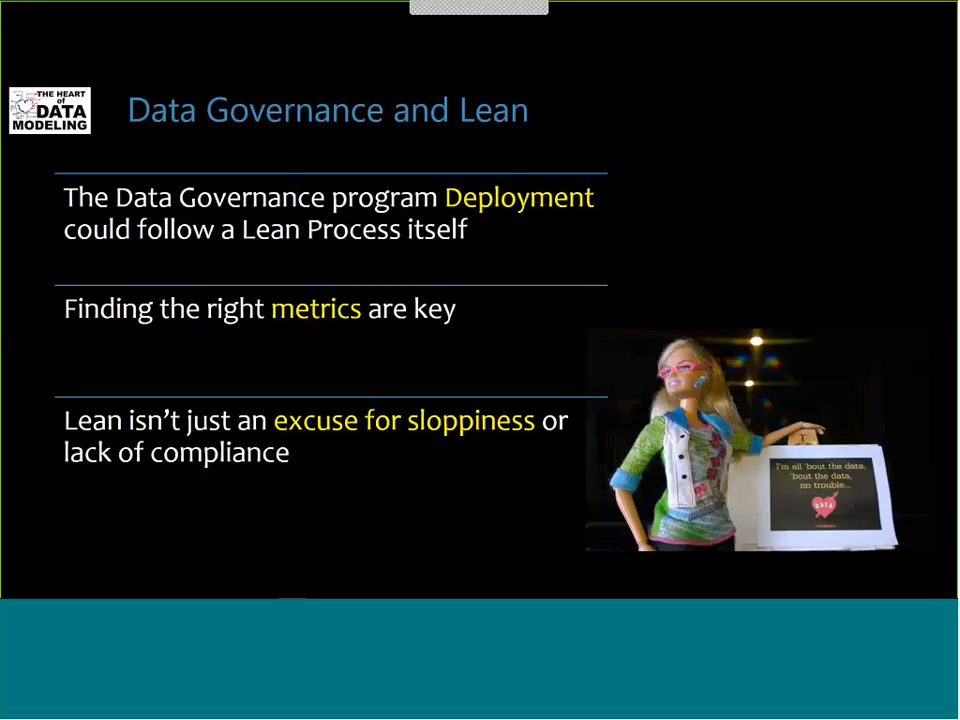 THE HEART
of
DATA
MODELING
Data Governance and Lean
The Data Governance program Deployment
could follow a Lean Process itself
Finding the right metrics are key
Lean isn’t just an excuse for sloppiness or
lack of compliance
I'm all 'bout the data,
'bout the data,
no trouble...
DATA